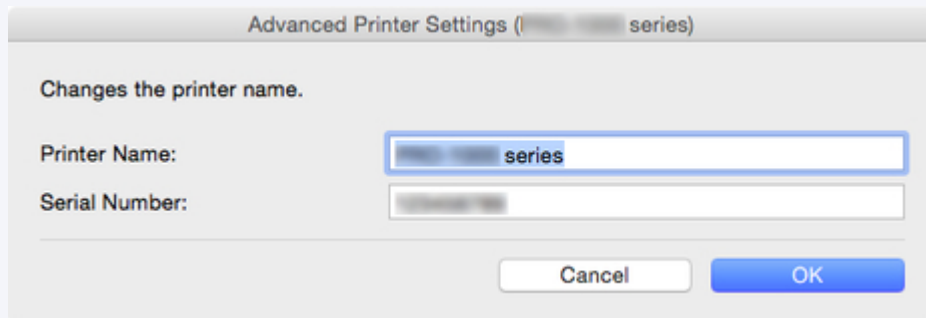 Advanced Printer Settings ( series)
Changes the printer name.
Printer Name: series
Serial Number:
Cancel OK